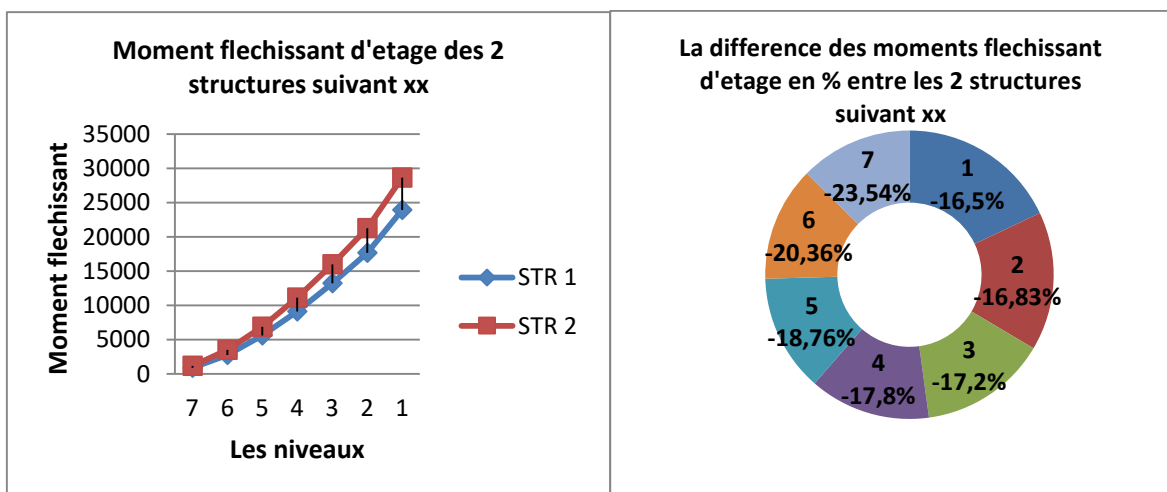 Moment flechissant d'etage des 2
structures suivant xx
Moment flechissant
35000
30000
25000
20000
15000
10000
5000
0
7 6 5 4 3 2 1
Les niveaux
STR 1
STR 2
La difference des moments flechissant
d'etage en % entre les 2 structures
suivant xx
1
-16,5%
2
-16,83%
3
-17,2%
4
-17,8%
5
-18,76%
6
-20,36%
7
-23,54%